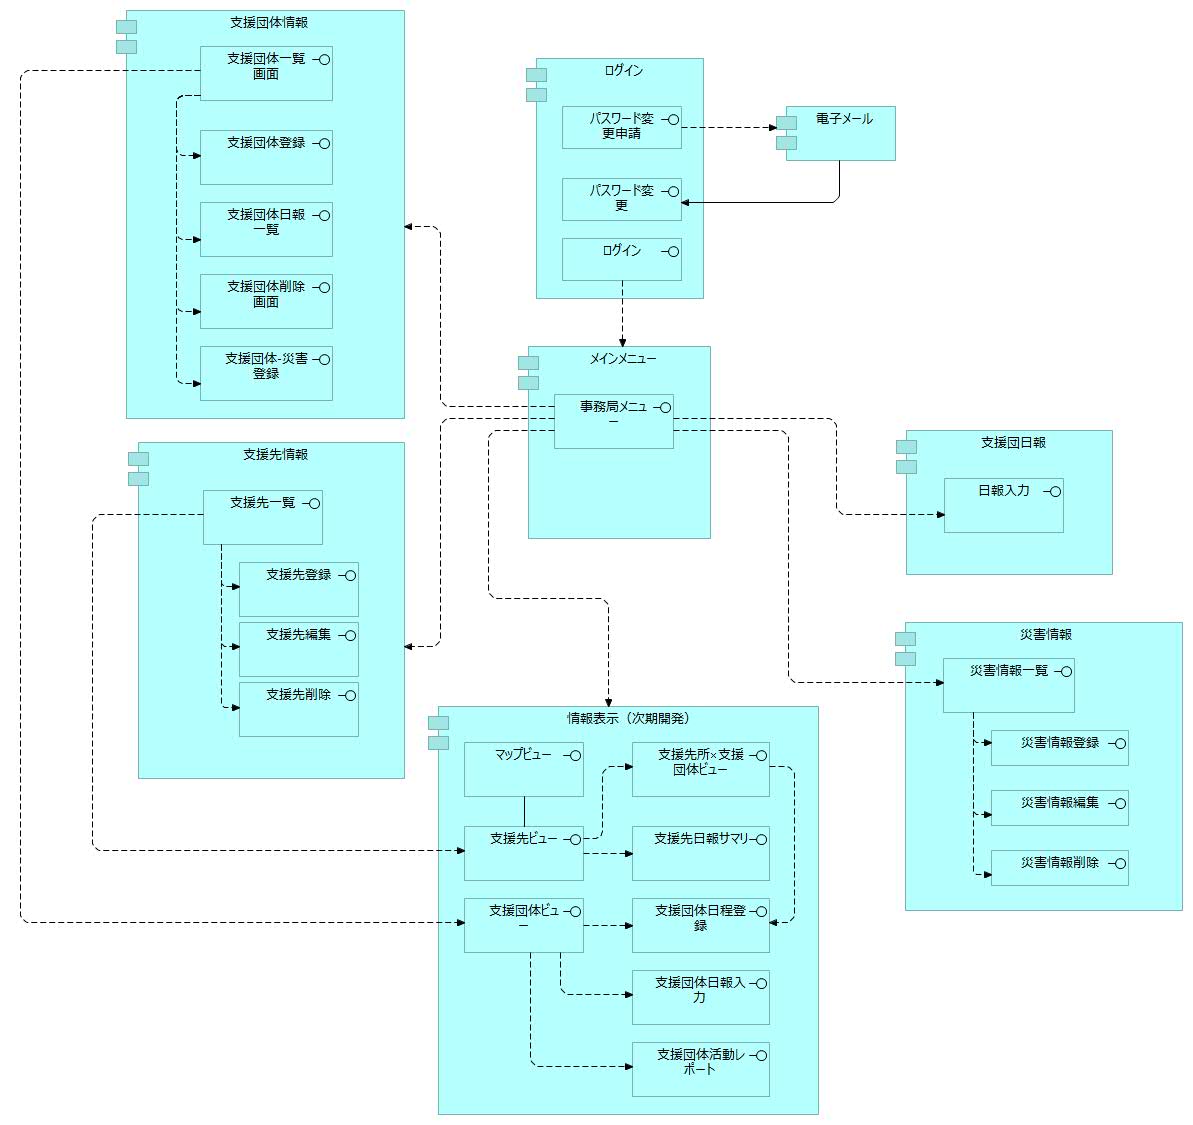 支援団体情報
支援団体一覧
画面
支援団体登録
支援団体日報
一覧
支援団体削除
画面
支援団体-災害
登録
ログイン
パスワード変
更申請
パスワード変
更
ログイン
電子メール
メインメニュー
事務局メニュ
ー
支援先情報
支援先一覧
支援先登録
支援先編集
支援先削除
支援団日報
日報入力
災害情報
災害情報一覧
災害情報登録
災害情報編集
災害情報削除
情報表示（次期開発）
マップビュー
支援先所×支援
団体ビュー
支援先ビュー
支援先日報サマリ
支援団体ビュ
ー
支援団体日程登
録
支援団体日報入
力
支援団体活動レ
ポート